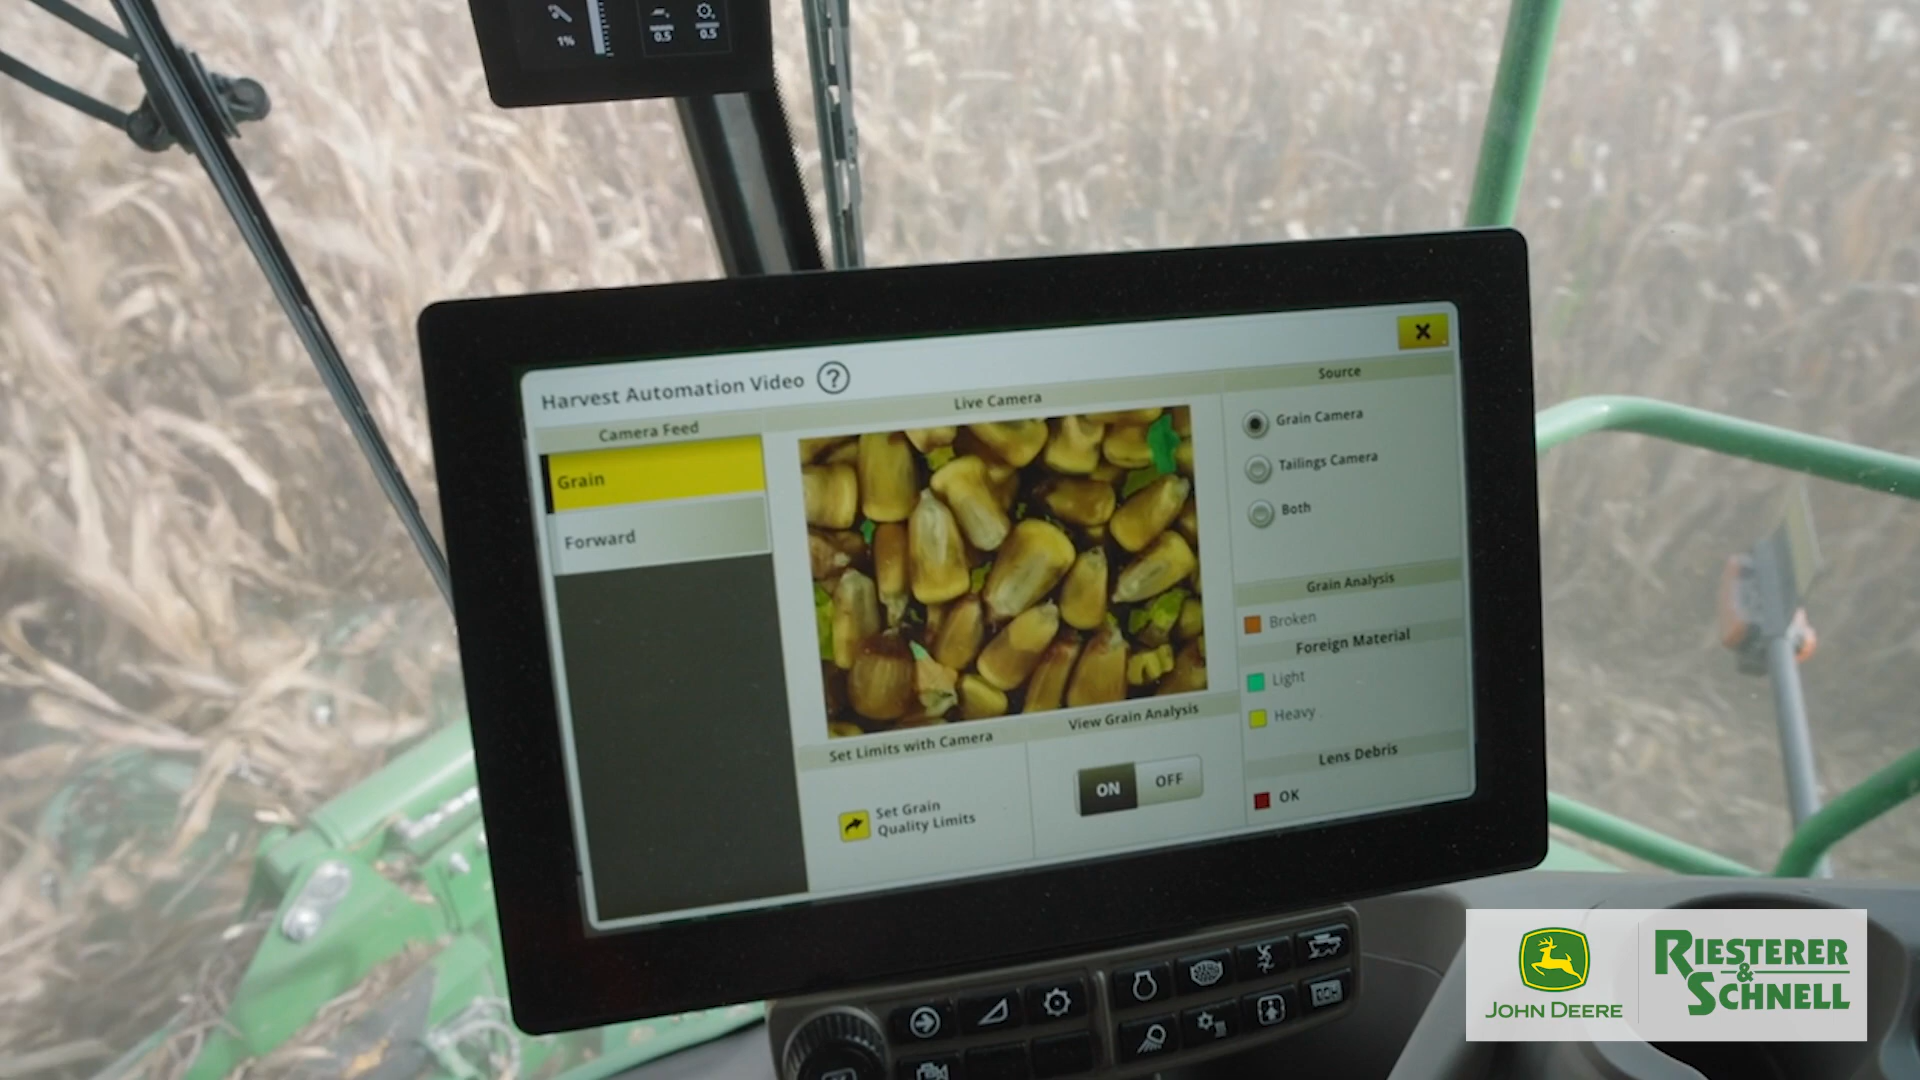 1%
0.5
0.5
Harvest Automation Video ?
Camera Feed
Grain
Forward
Live Camera
Set Limits with Camera
Set Grain
Quality Limits
View Grain Analysis
ON OFF
Source
Grain Camera
Tailings Camera
Both
Grain Analysis
Broken
Foreign Material
Light
Heavy
Lens Debris
OK
JOHN DEERE
RIESTERER
&
SCHNELL